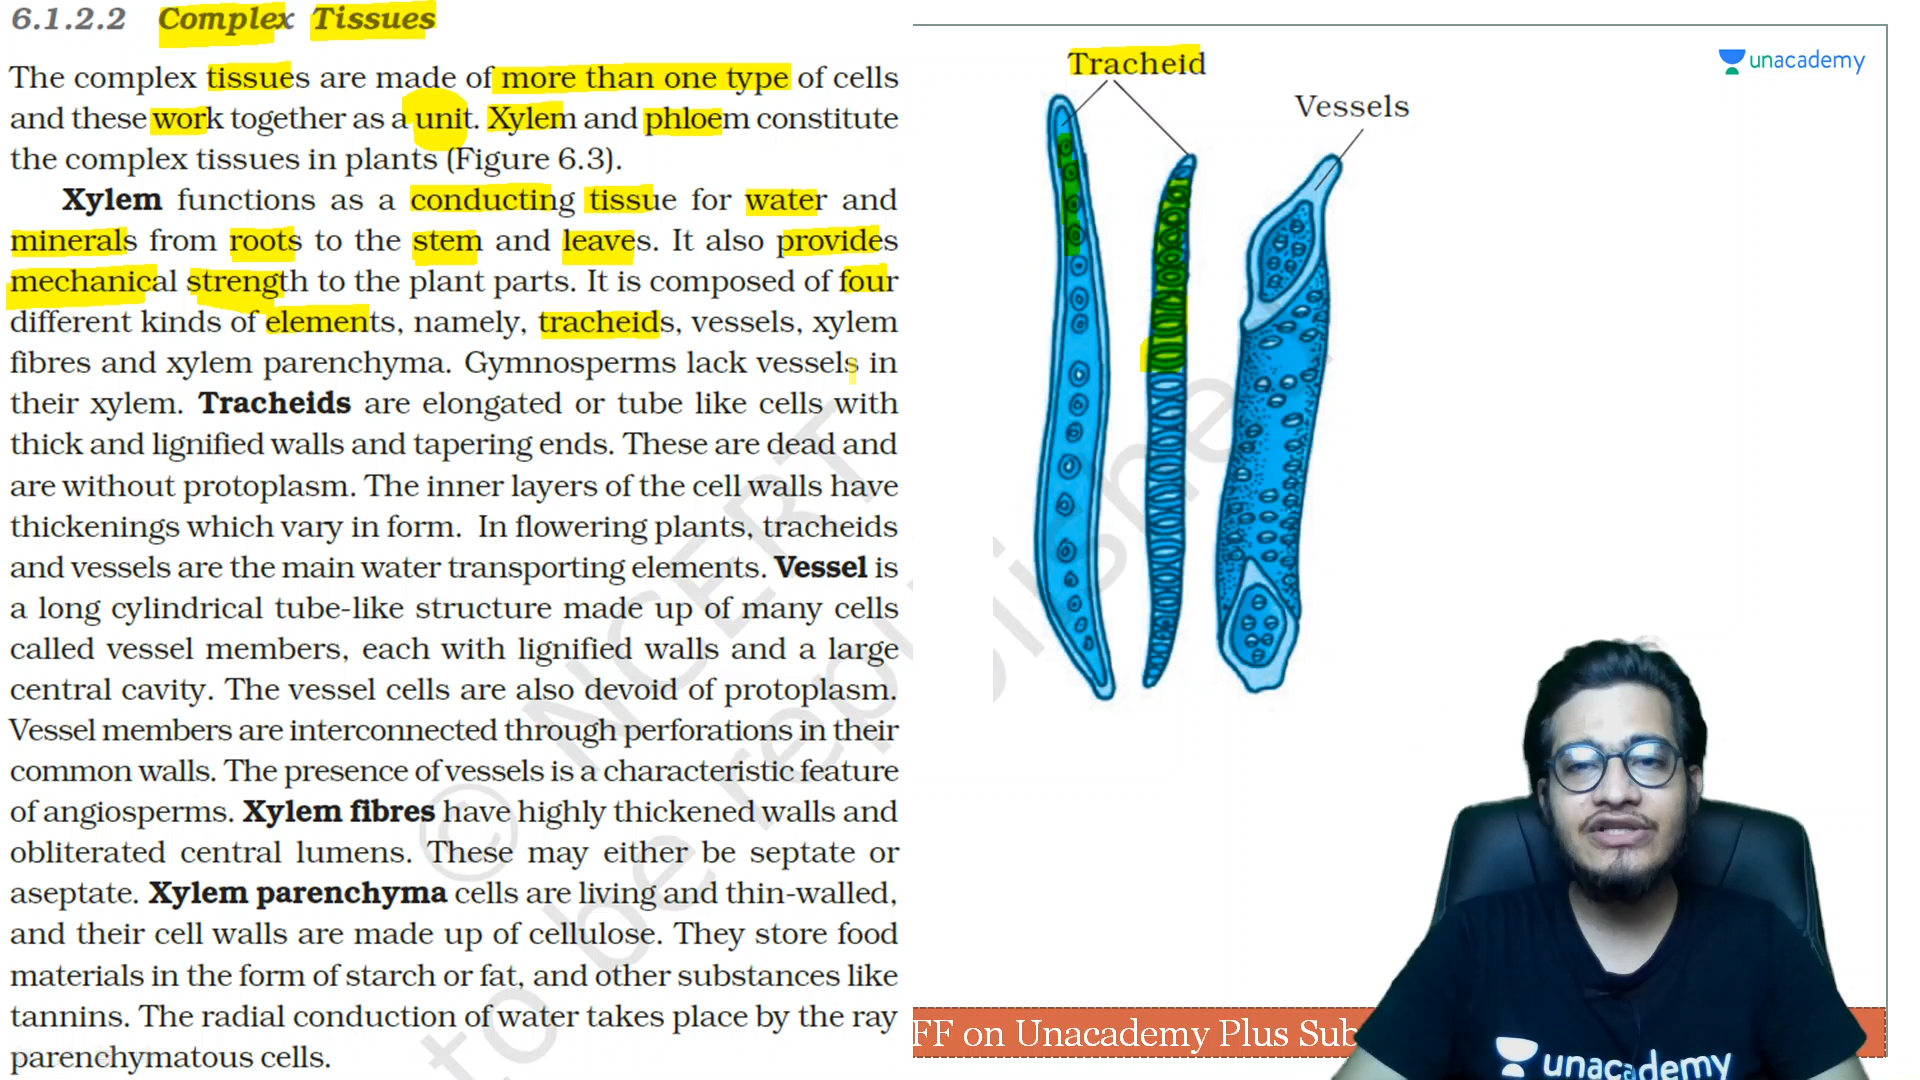 6.1.2.2 Complex Tissues
The complex tissues are made of more than one type of cells
and these work together as a unit. Xylem and phloem constitute
the complex tissues in plants (Figure 6.3).
Xylem functions as a conducting tissue for water and
minerals from roots to the stem and leaves. It also provides
mechanical strength to the plant parts. It is composed of four
different kinds of elements, namely, tracheids, vessels, xylem
fibres and xylem parenchyma. Gymnosperms lack vessels in
their xylem. Tracheids are elongated or tube like cells with
thick and lignified walls and tapering ends. These are dead and
are without protoplasm. The inner layers of the cell walls have
thickenings which vary in form. In flowering plants, tracheids
and vessels are the main water transporting elements. Vessel is
a long cylindrical tube-like structure made up of many cells
called vessel members, each with lignified walls and a large
central cavity. The vessel cells are also devoid of protoplasm.
Vessel members are interconnected through perforations in their
common walls. The presence of vessels is a characteristic feature
of angiosperms. Xylem fibres have highly thickened walls and
obliterated central lumens. These may either be septate or
aseptate. Xylem parenchyma cells are living and thin-walled,
and their cell walls are made up of cellulose. They store food
materials in the form of starch or fat, and other substances like
tannins. The radial conduction of water takes place by the ray
parenchymatous cells.
© NCERT
to be republishe
Tracheid
Vessels
unacademy
FF on Unacademy Plus Sub
unacademy